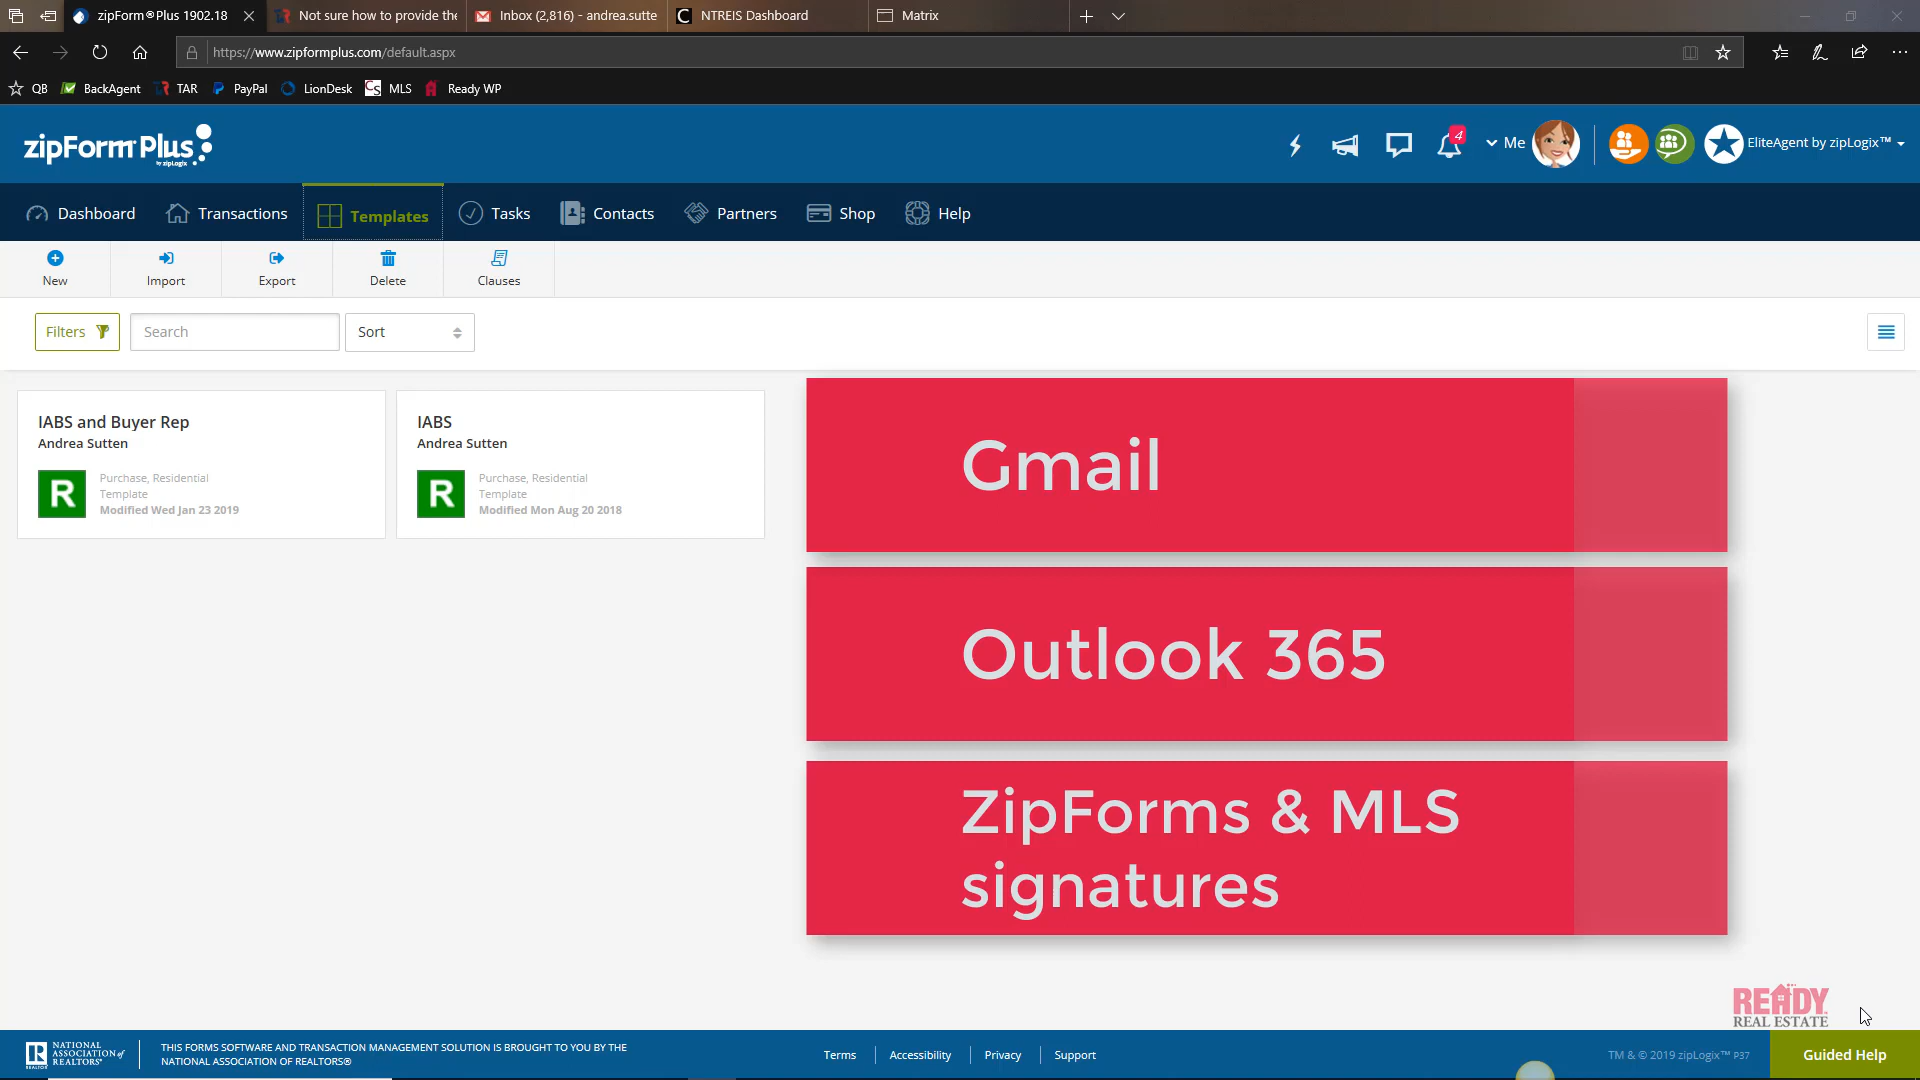 zipForm®Plus 1902.18
Not sure how to provide the
Inbox (2,816) - andrea.sutte
NTREIS Dashboard
Matrix
https://www.zipformplus.com/default.aspx
QB
BackAgent
TAR
PayPal
LionDesk
MLS
Ready WP
zipForm Plus
by zipLogix
4
Me
EliteAgent by zipLogix™
Dashboard
Transactions
Templates
Tasks
Contacts
Partners
Shop
Help
New
Import
Export
Delete
Clauses
Filters
Search
Sort
IABS and Buyer Rep
Andrea Sutten
R
Purchase, Residential
Template
Modified Wed Jan 23 2019
IABS
Andrea Sutten
R
Purchase, Residential
Template
Modified Mon Aug 20 2018
Gmail
Outlook 365
ZipForms & MLS
signatures
READY
REAL ESTATE
R
REALTOR
NATIONAL
ASSOCIATION of
REALTORS®
THIS FORMS SOFTWARE AND TRANSACTION MANAGEMENT SOLUTION IS BROUGHT TO YOU BY THE
NATIONAL ASSOCIATION OF REALTORS®
Terms
Accessibility
Privacy
Support
TM & © 2019 zipLogix™ P37
Guided Help